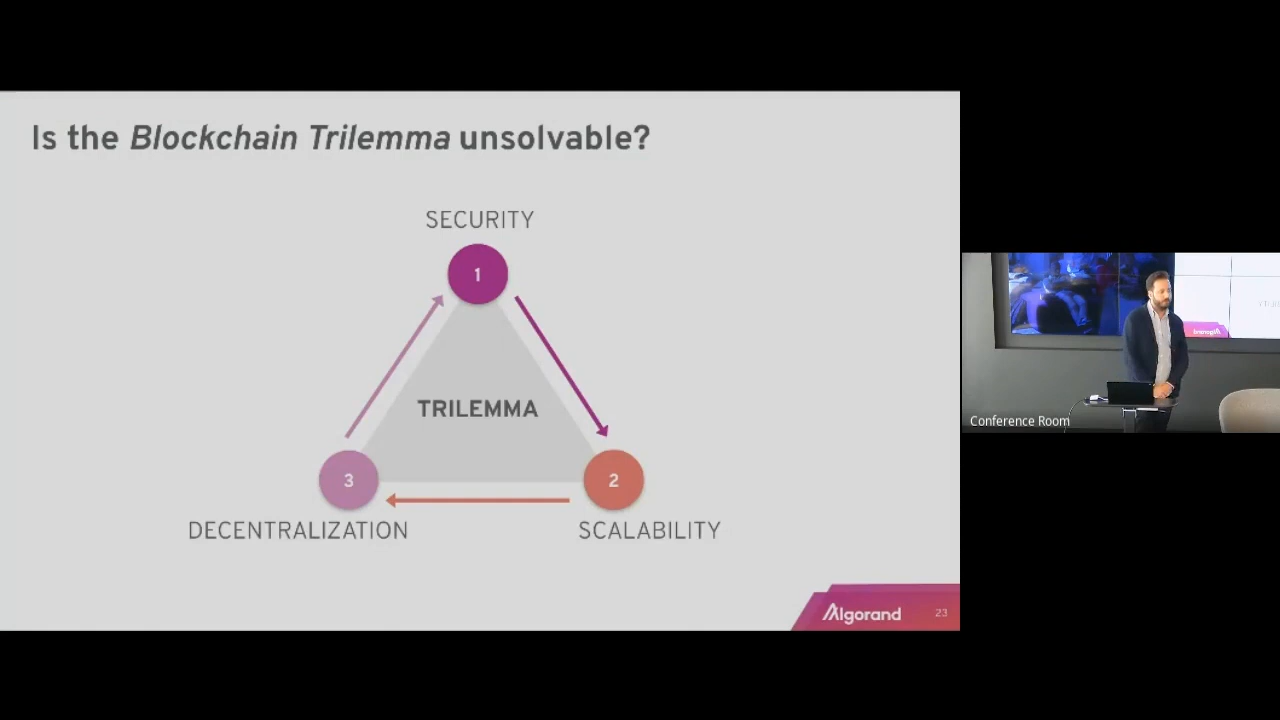 Is the Blockchain Trilemma unsolvable?
SECURITY
1
TRILEMMA
3
2
DECENTRALIZATION
SCALABILITY
Algorand
23
Conference Room